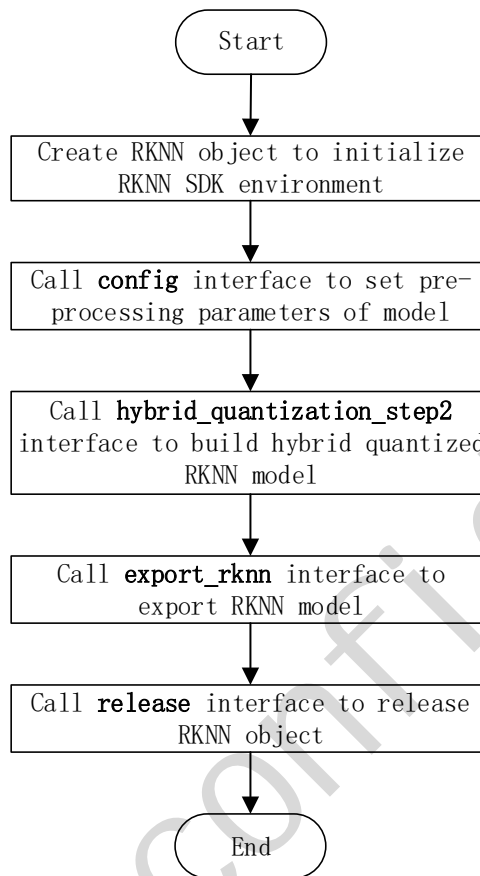 Start
Create RKNN object to initialize
RKNN SDK environment
Call config interface to set pre-
processing parameters of model
Call hybrid_quantization_step2
interface to build hybrid quantized
RKNN model
Call export_rknn interface to
export RKNN model
Call release interface to release
RKNN object
End